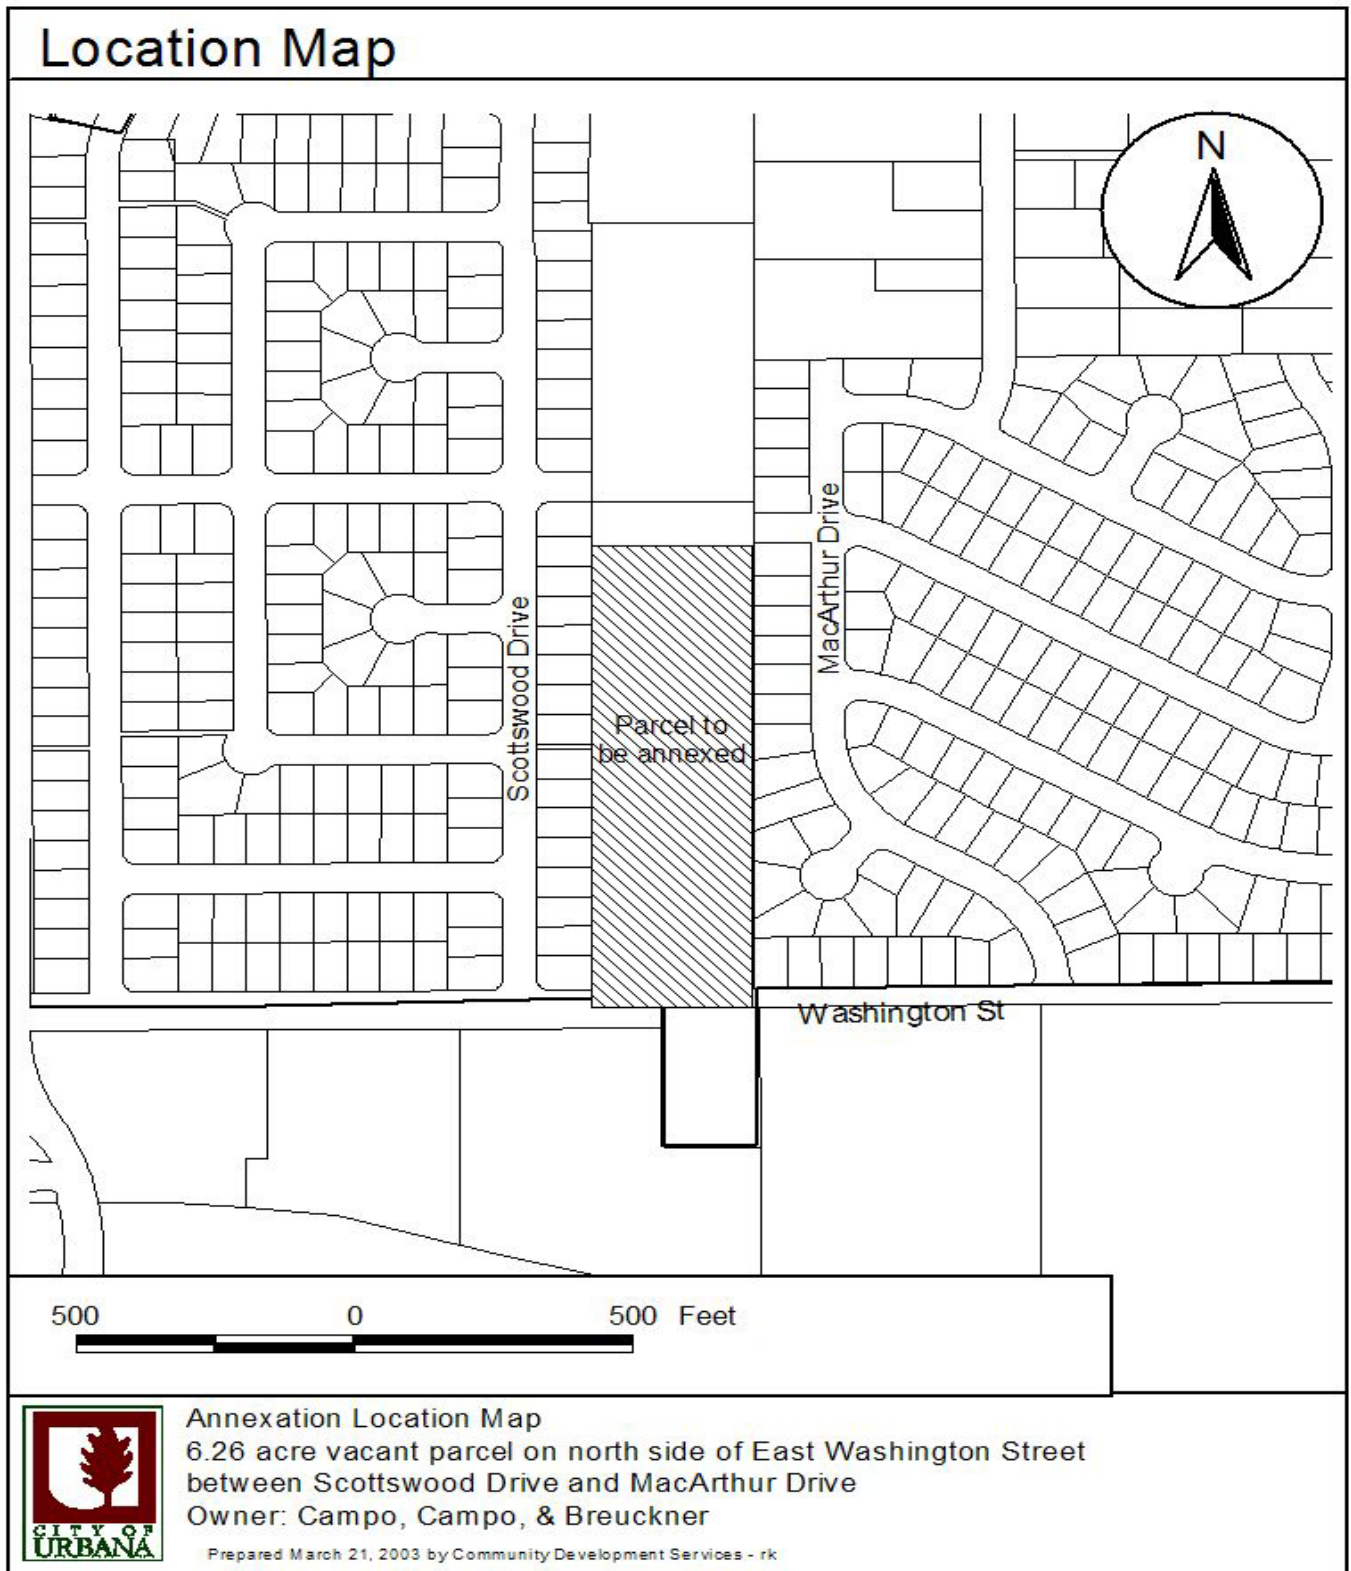 Location Map
N
MacArthur Drive
Scottswood Drive
Parcel to
be annexed
Washington St
500 0 500 Feet
Annexation Location Map
6.26 acre vacant parcel on north side of East Washington Street
between Scottswood Drive and MacArthur Drive
Owner: Campo, Campo, & Breuckner
CITY OF
URBANA
Prepared March 21, 2003 by Community Development Services - rk